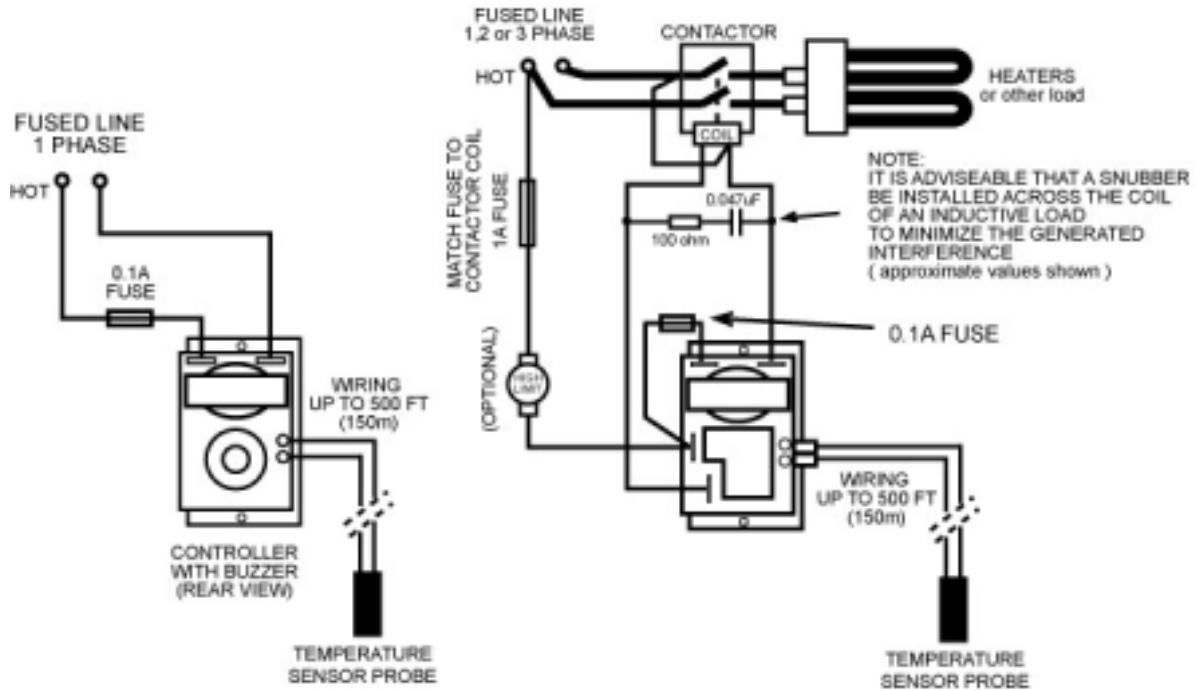 FUSED LINE
1 PHASE
HOT
0.1A
FUSE
WIRING
UP TO 500 FT
(150m)
CONTROLLER
WITH BUZZER
(REAR VIEW)
TEMPERATURE
SENSOR PROBE
FUSED LINE
1,2 or 3 PHASE
HOT
CONTACTOR
COIL
HEATERS
or other load
MATCH FUSE TO
CONTACTOR COIL
1A FUSE
0.047uF
100 ohm
NOTE:
IT IS ADVISEABLE THAT A SNUBBER
BE INSTALLED ACROSS THE COIL
OF AN INDUCTIVE LOAD
TO MINIMIZE THE GENERATED
INTERFERENCE
( approximate values shown )
0.1A FUSE
(OPTIONAL)
HIGH
LIMIT
WIRING
UP TO 500 FT
(150m)
TEMPERATURE
SENSOR PROBE